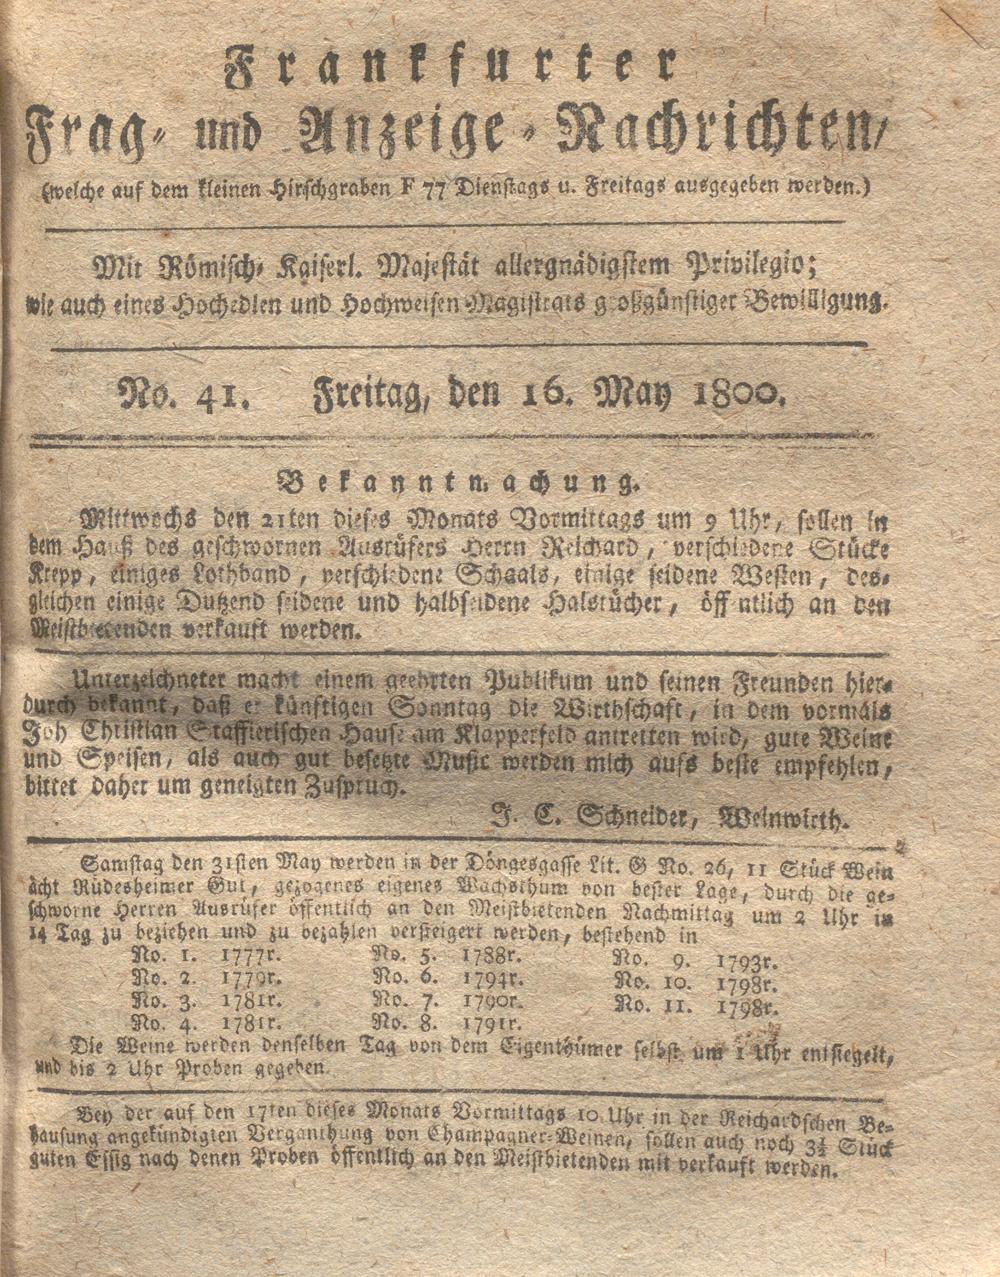 Frankfurter
Frag- und Anzeige-Nachrichten/
(welche auf dem kleinen Hirschgraben F 77 Dienstags u. Freitags ausgegeben werden.)
Mit Römisch- Kaiserl. Majestät allergnädigstem Privilegio;
wie auch eines Hochedlen und Hochweisen Magistrats großgünstiger Bewilligung.
No. 41. Freitag, den 16. May 1800.
Bekanntmachung.
Mittwochs den 21ten dieses Monats Vormittags um 9 Uhr, sollen in
dem Hauß des geschwornen Ausrüfers Herrn Reichard, verschiedene Stücke
Krepp, einiges Lothband, verschiedene Schaals, einige seidene Westen, des-
gleichen einige Dutzend seidene und halbseidene Halstücher, öffentlich an den
Meistbietenden verkauft werden.
Unterzeichneter macht einem geehrten Publikum und seinen Freunden hier-
durch bekannt, daß er künftigen Sonntag die Wirthschaft, in dem vormals
Joh Christian Staffierischen Hause am Klapperfeld antretten wird, gute Weine
und Speisen, als auch gut besetzte Music werden mich aufs beste empfehlen,
bittet daher um geneigten Zuspruch.
J. C. Schneider, Weinwirth.
Samstag den 31sten May werden in der Döngesgasse Lit. G No. 26, 11 Stück Wein
ächt Rüdesheimer Gut, gezogenes eigenes Wachsthum von bester Lage, durch die ge-
schworne Herren Ausrüfer öffentlich an den Meistbietenden Nachmittag um 2 Uhr in
14 Tag zu beziehen und zu bezahlen versteigert werden, bestehend in
No. 1. 1777r. No. 5. 1788r. No. 9. 1793r.
No. 2. 1779r. No. 6. 1794r. No. 10. 1798r.
No. 3. 1781r. No. 7. 1790r. No. 11. 1798r.
No. 4. 1781r. No. 8. 1791r.
Die Weine werden denselben Tag von dem Eigenthümer selbst um 1 Uhr entsiegelt,
und bis 2 Uhr Proben gegeben.
Bey der auf den 17ten dieses Monats Vormittags 10 Uhr in der Reichardschen Be-
hausung angekündigten Verganthung von Champagner-Weinen, sollen auch noch 3½ Stück
guten Essig nach denen Proben öffentlich an den Meistbietenden mit verkauft werden.